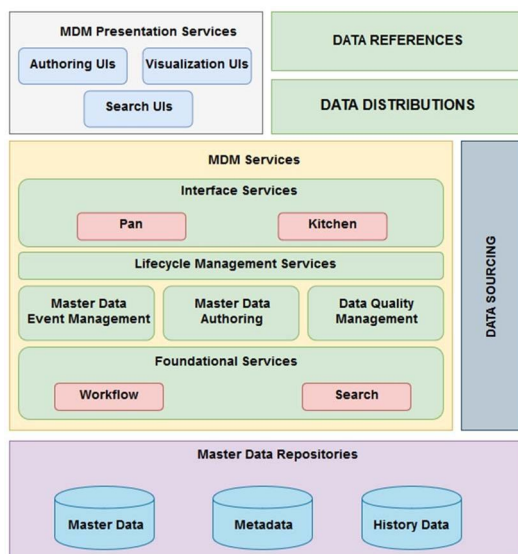 MDM Presentation Services
Authoring UIs
Visualization UIs
Search UIs
DATA REFERENCES
DATA DISTRIBUTIONS
MDM Services
Interface Services
Pan
Kitchen
Lifecycle Management Services
Master Data
Event Management
Master Data
Authoring
Data Quality
Management
Foundational Services
Workflow
Search
DATA SOURCING
Master Data Repositories
Master Data
Metadata
History Data